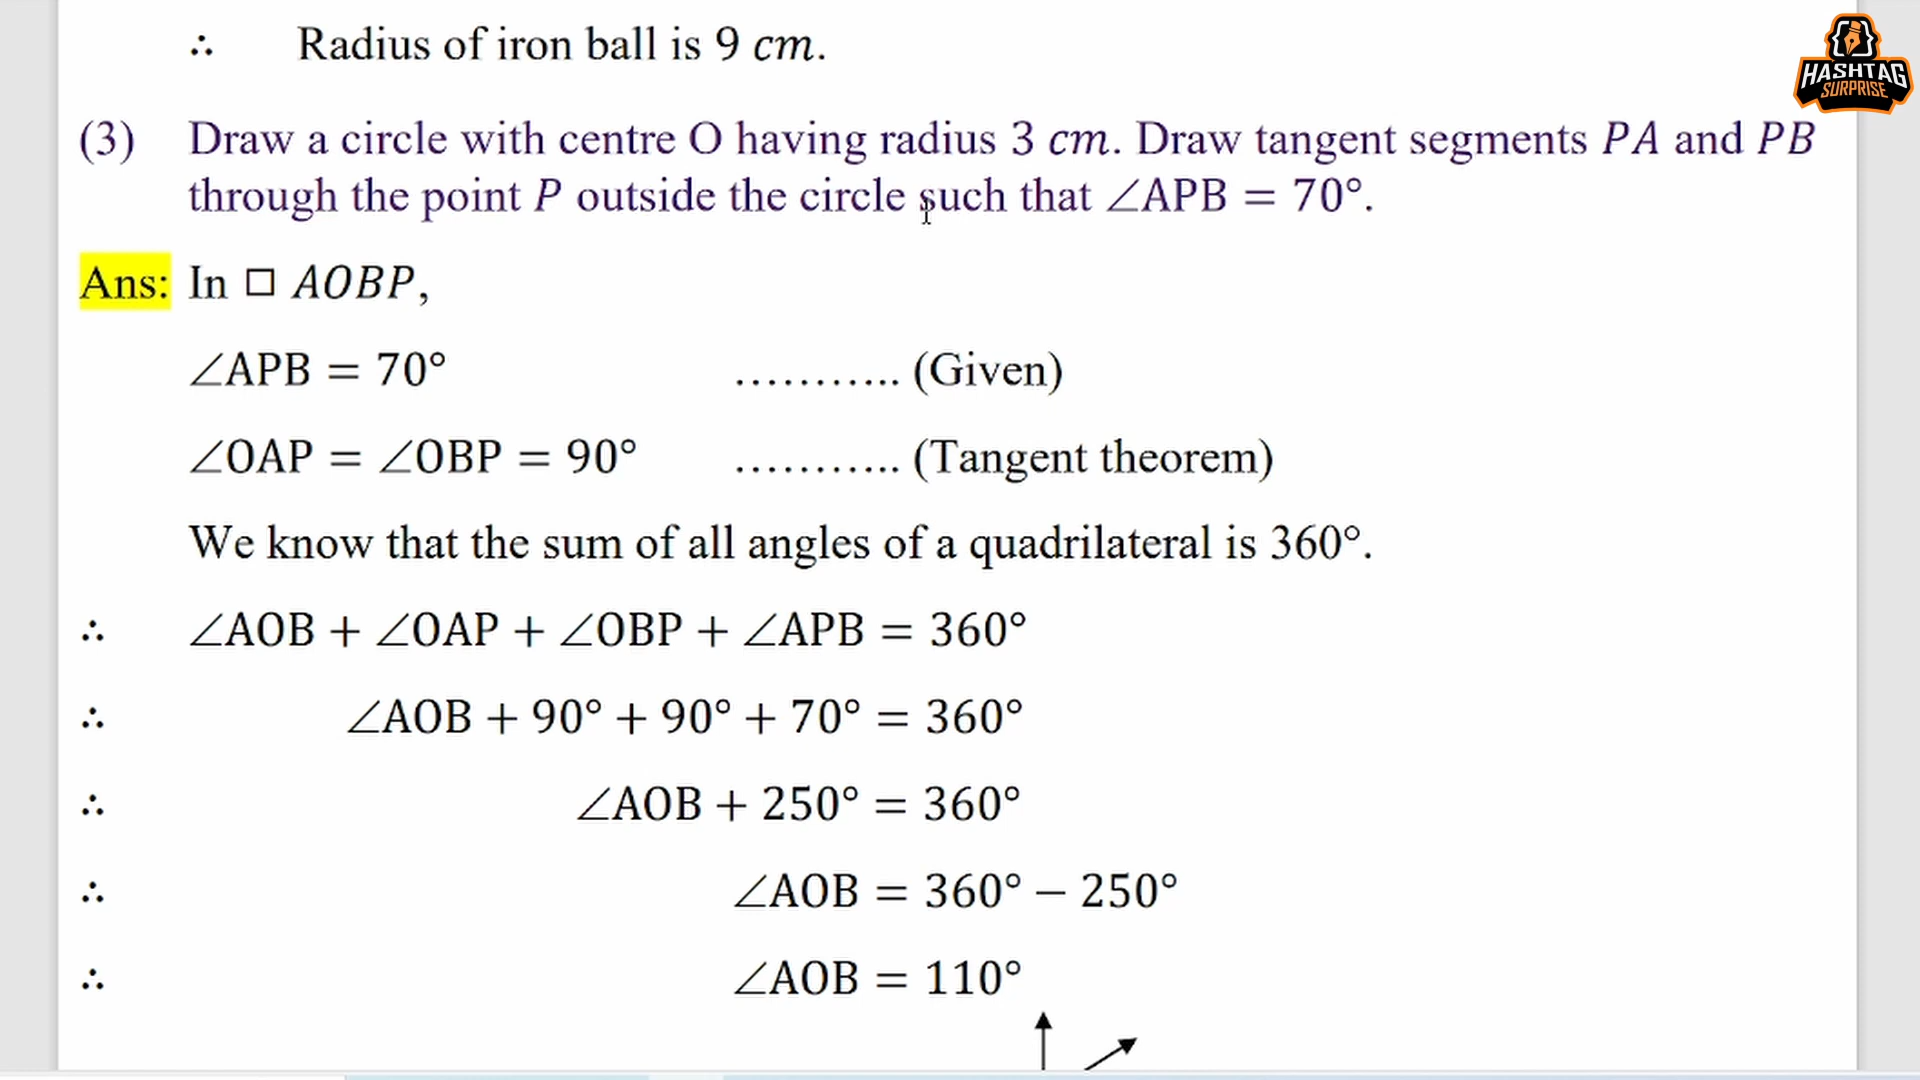 ∴ Radius of iron ball is 9 cm.
HASHTAG
SURPRISE
(3) Draw a circle with centre O having radius 3 cm. Draw tangent segments PA and PB
through the point P outside the circle such that ∠APB = 70°.
Ans: In □ AOBP,
∠APB = 70° ……….. (Given)
∠OAP = ∠OBP = 90° ……….. (Tangent theorem)
We know that the sum of all angles of a quadrilateral is 360°.
∴ ∠AOB + ∠OAP + ∠OBP + ∠APB = 360°
∴ ∠AOB + 90° + 90° + 70° = 360°
∴ ∠AOB + 250° = 360°
∴ ∠AOB = 360° − 250°
∴ ∠AOB = 110°